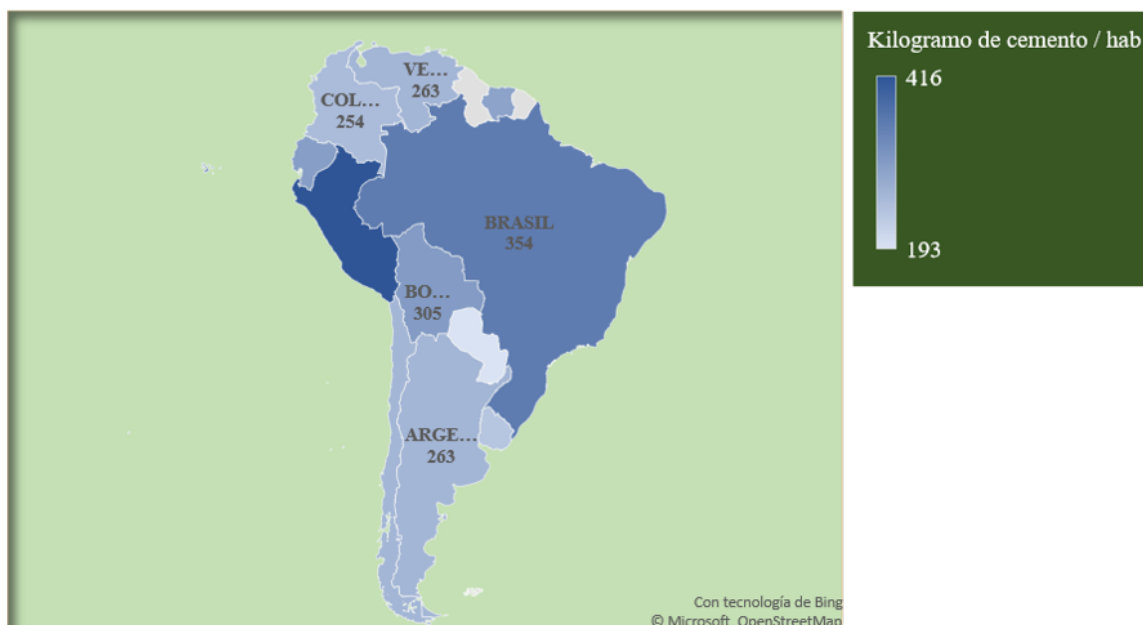 Kilogramo de cemento / hab
416
193
VE...
263
COL...
254
BRASIL
354
BO...
305
ARGE...
263
Con tecnología de Bing
© Microsoft, OpenStreetMap